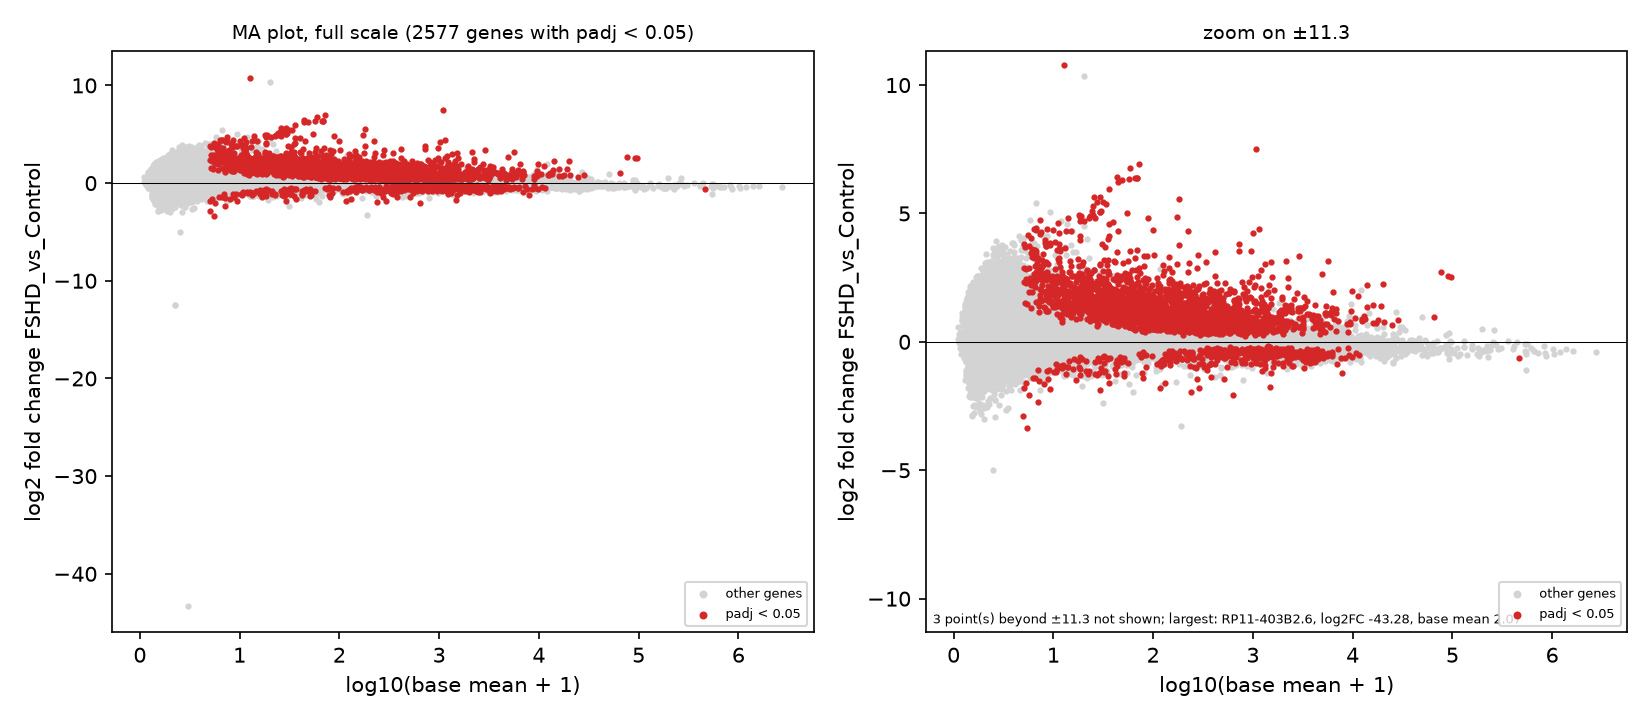 MA plot, full scale (2577 genes with padj < 0.05)
log2 fold change FSHD_vs_Control
10
0
−10
−20
−30
−40
other genes
padj < 0.05
0 1 2 3 4 5 6
log10(base mean + 1)
zoom on ±11.3
log2 fold change FSHD_vs_Control
10
5
0
−5
−10
other genes
padj < 0.05
3 point(s) beyond ±11.3 not shown; largest: RP11-403B2.6, log2FC -43.28, base mean
0 1 2 3 4 5 6
log10(base mean + 1)